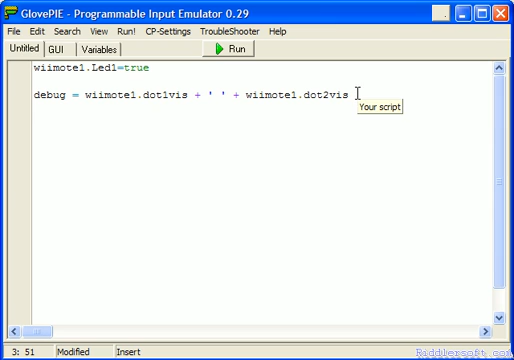 GlovePIE - Programmable Input Emulator 0.29
File Edit Search View Run! CP-Settings TroubleShooter Help
Untitled GUI Variables Run
wiimote1.Led1=true
debug = wiimote1.dot1vis + ' ' + wiimote1.dot2vis
Your script
3: 51 Modified Insert
Riddlersoft.com